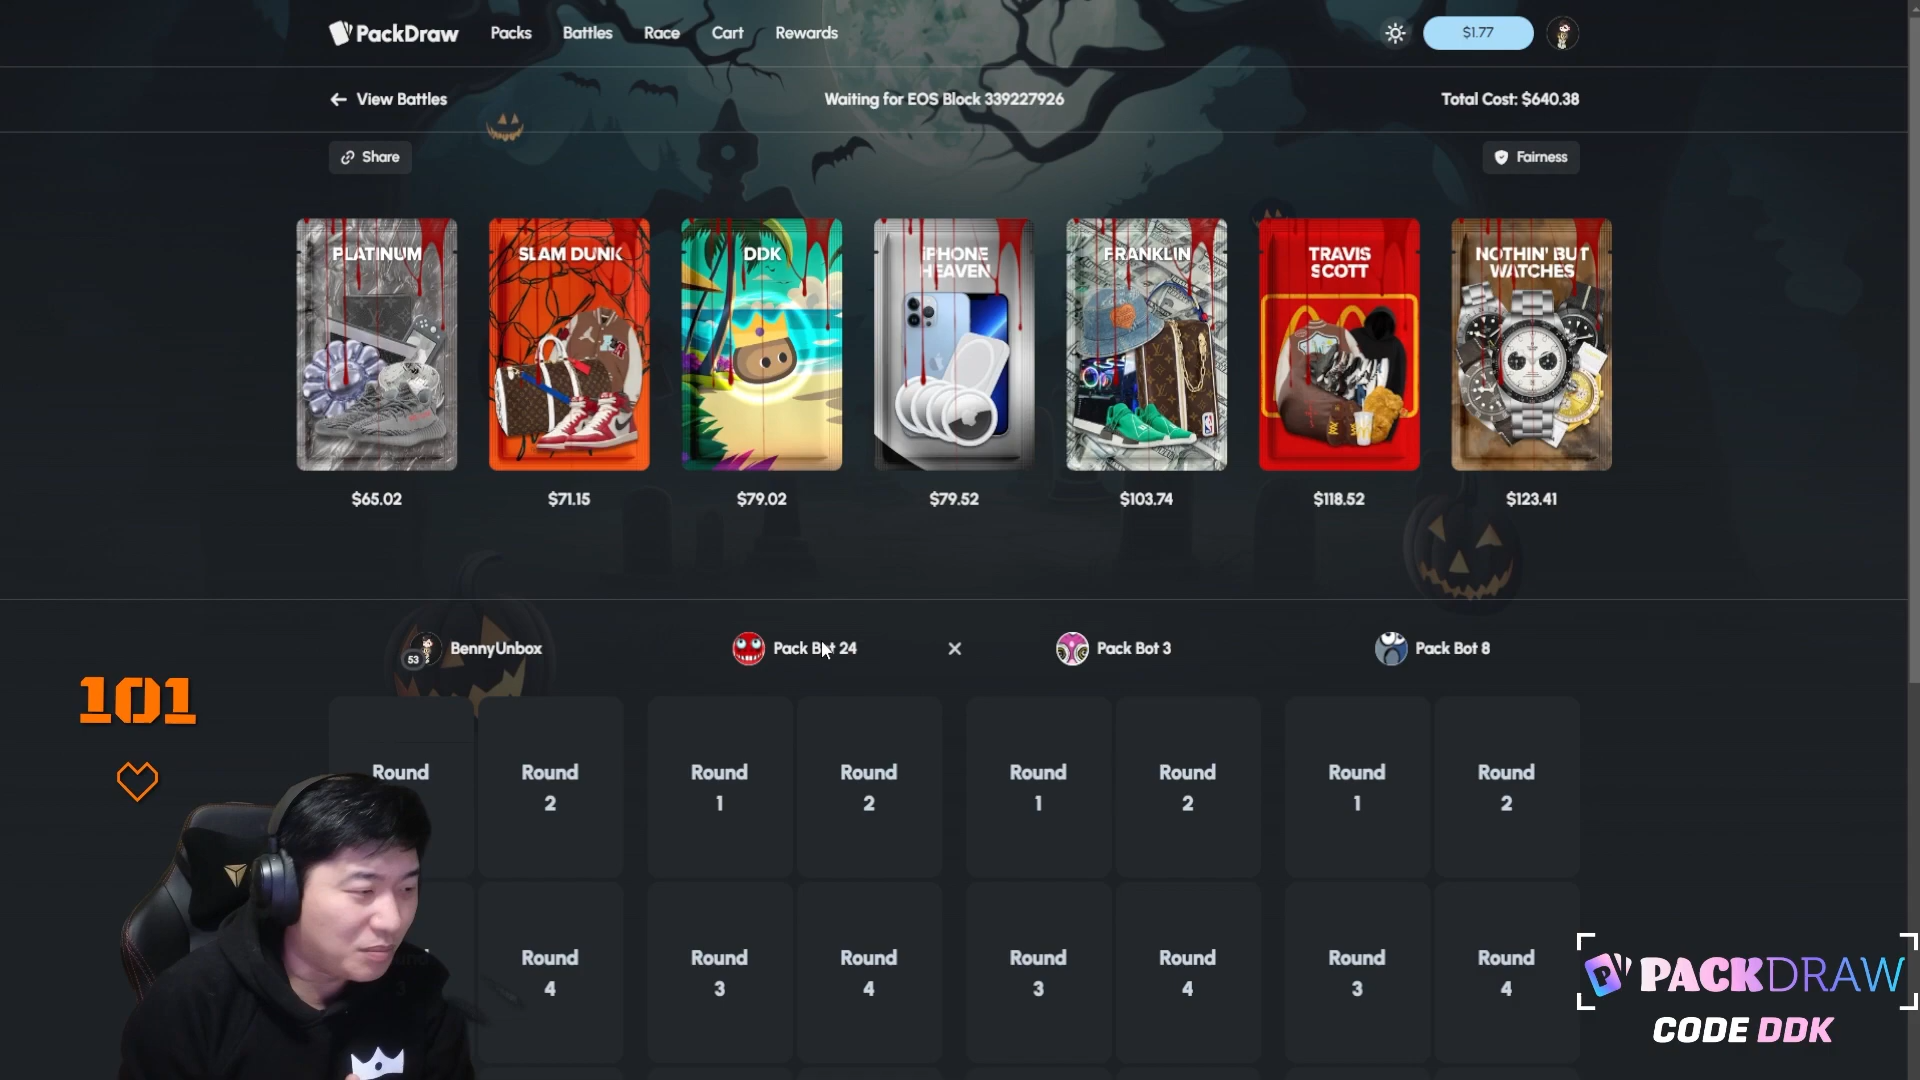 PackDraw
Packs
Battles
Race
Cart
Rewards
$1.77
View Battles
Waiting for EOS Block 339227926
Total Cost: $640.38
Share
Fairness
PLATINUM
SLAM DUNK
DDK
iPHONE
HEAVEN
FRANKLIN
TRAVIS
SCOTT
NOTHIN' BUT
WATCHES
$65.02
$71.15
$79.02
$79.52
$103.74
$118.52
$123.41
53
BennyUnbox
Pack Bot 24
Pack Bot 3
Pack Bot 8
101
Round
Round
2
Round
1
Round
2
Round
1
Round
2
Round
1
Round
2
Round
4
Round
3
Round
4
Round
3
Round
4
Round
3
Round
4
PACKDRAW
CODE DDK